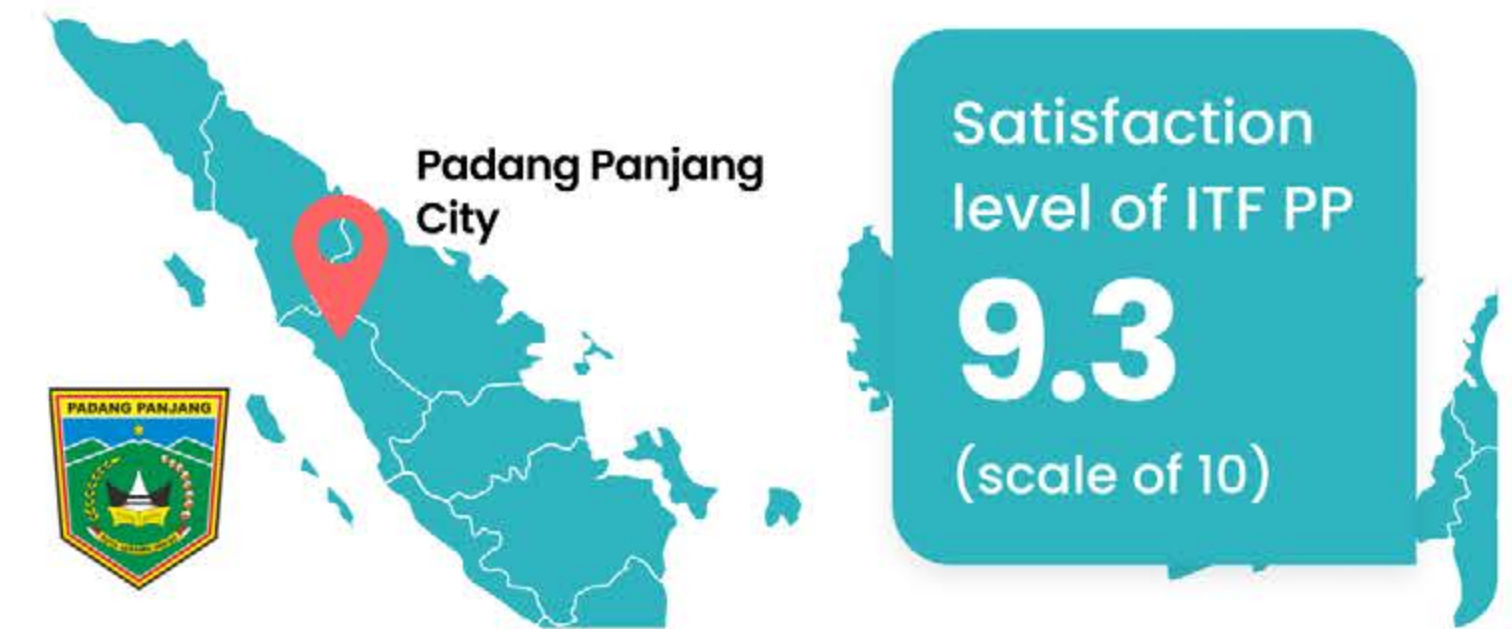 Padang Panjang
City
Satisfaction
level of ITF PP
9.3
(scale of 10)
PADANG PANJANG